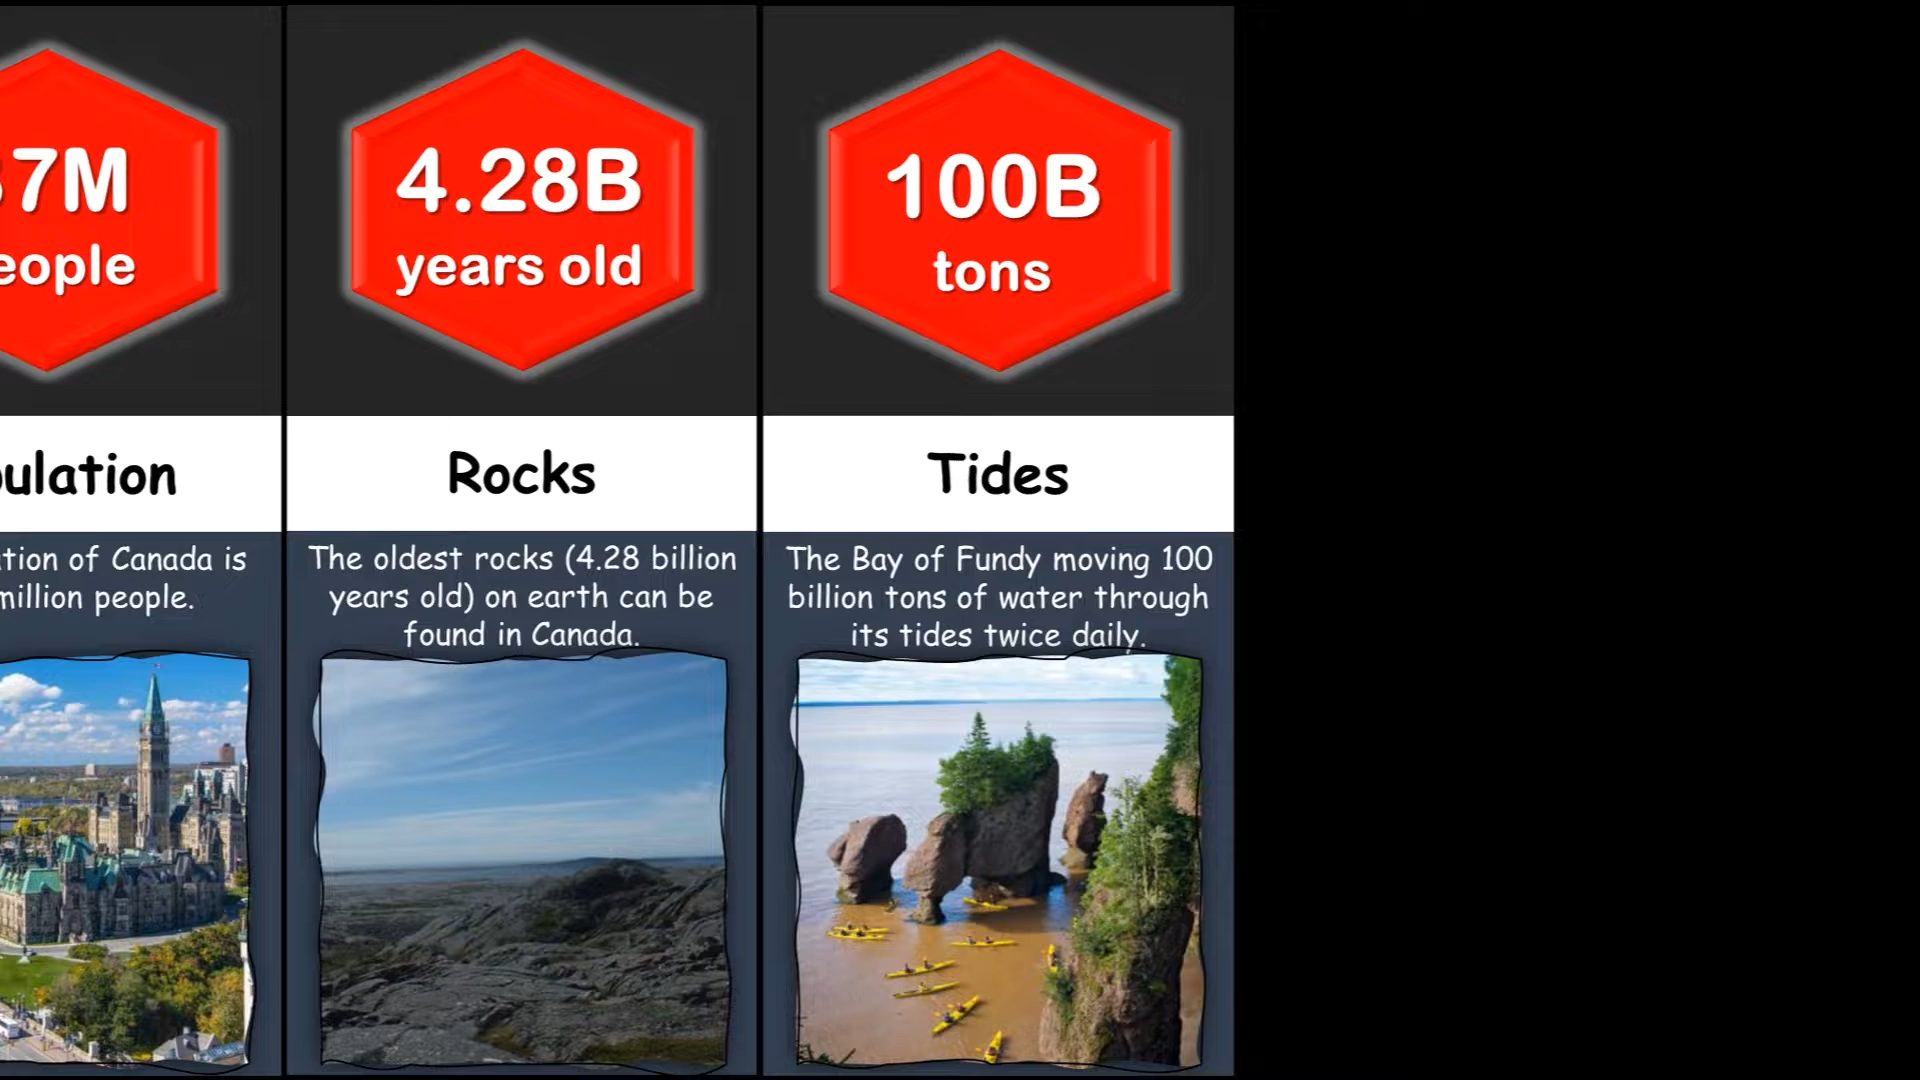 7M
eople
ulation
tion of Canada is
million people.
4.28B
years old
Rocks
The oldest rocks (4.28 billion
years old) on earth can be
found in Canada.
100B
tons
Tides
The Bay of Fundy moving 100
billion tons of water through
its tides twice daily.